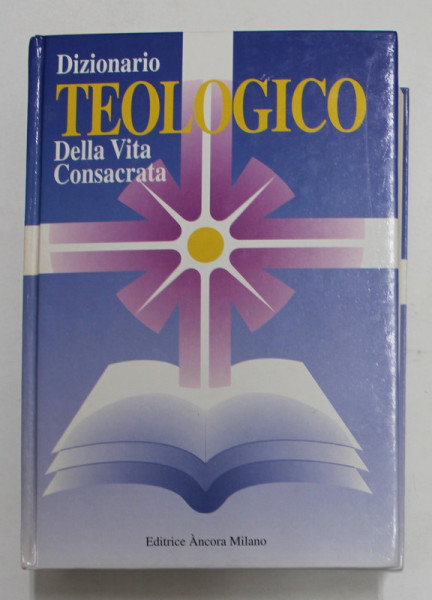 Dizionario
TEOLOGICO
Della Vita
Consacrata
Editrice Àncora Milano